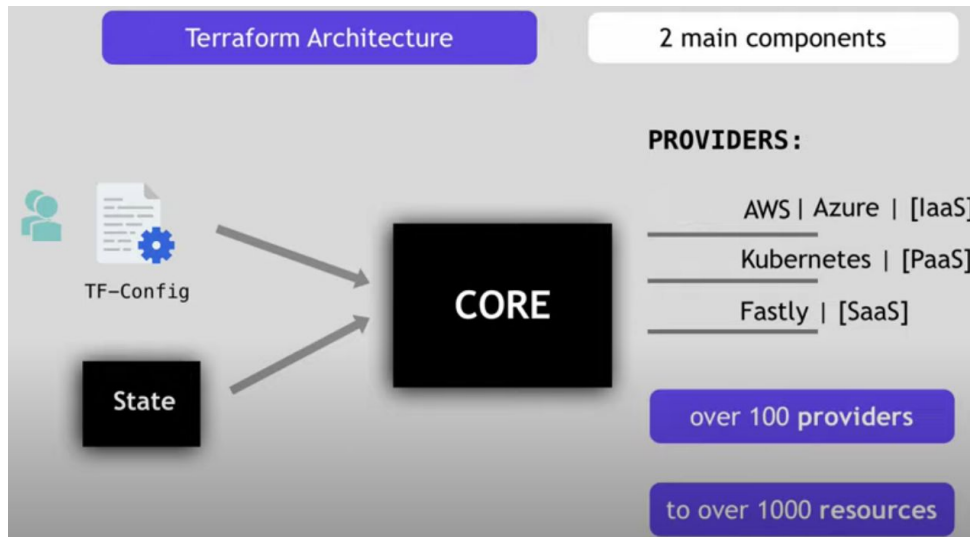 Terraform Architecture
2 main components
PROVIDERS:
AWS | Azure | [IaaS]
Kubernetes | [PaaS]
Fastly | [SaaS]
TF-Config
CORE
State
over 100 providers
to over 1000 resources